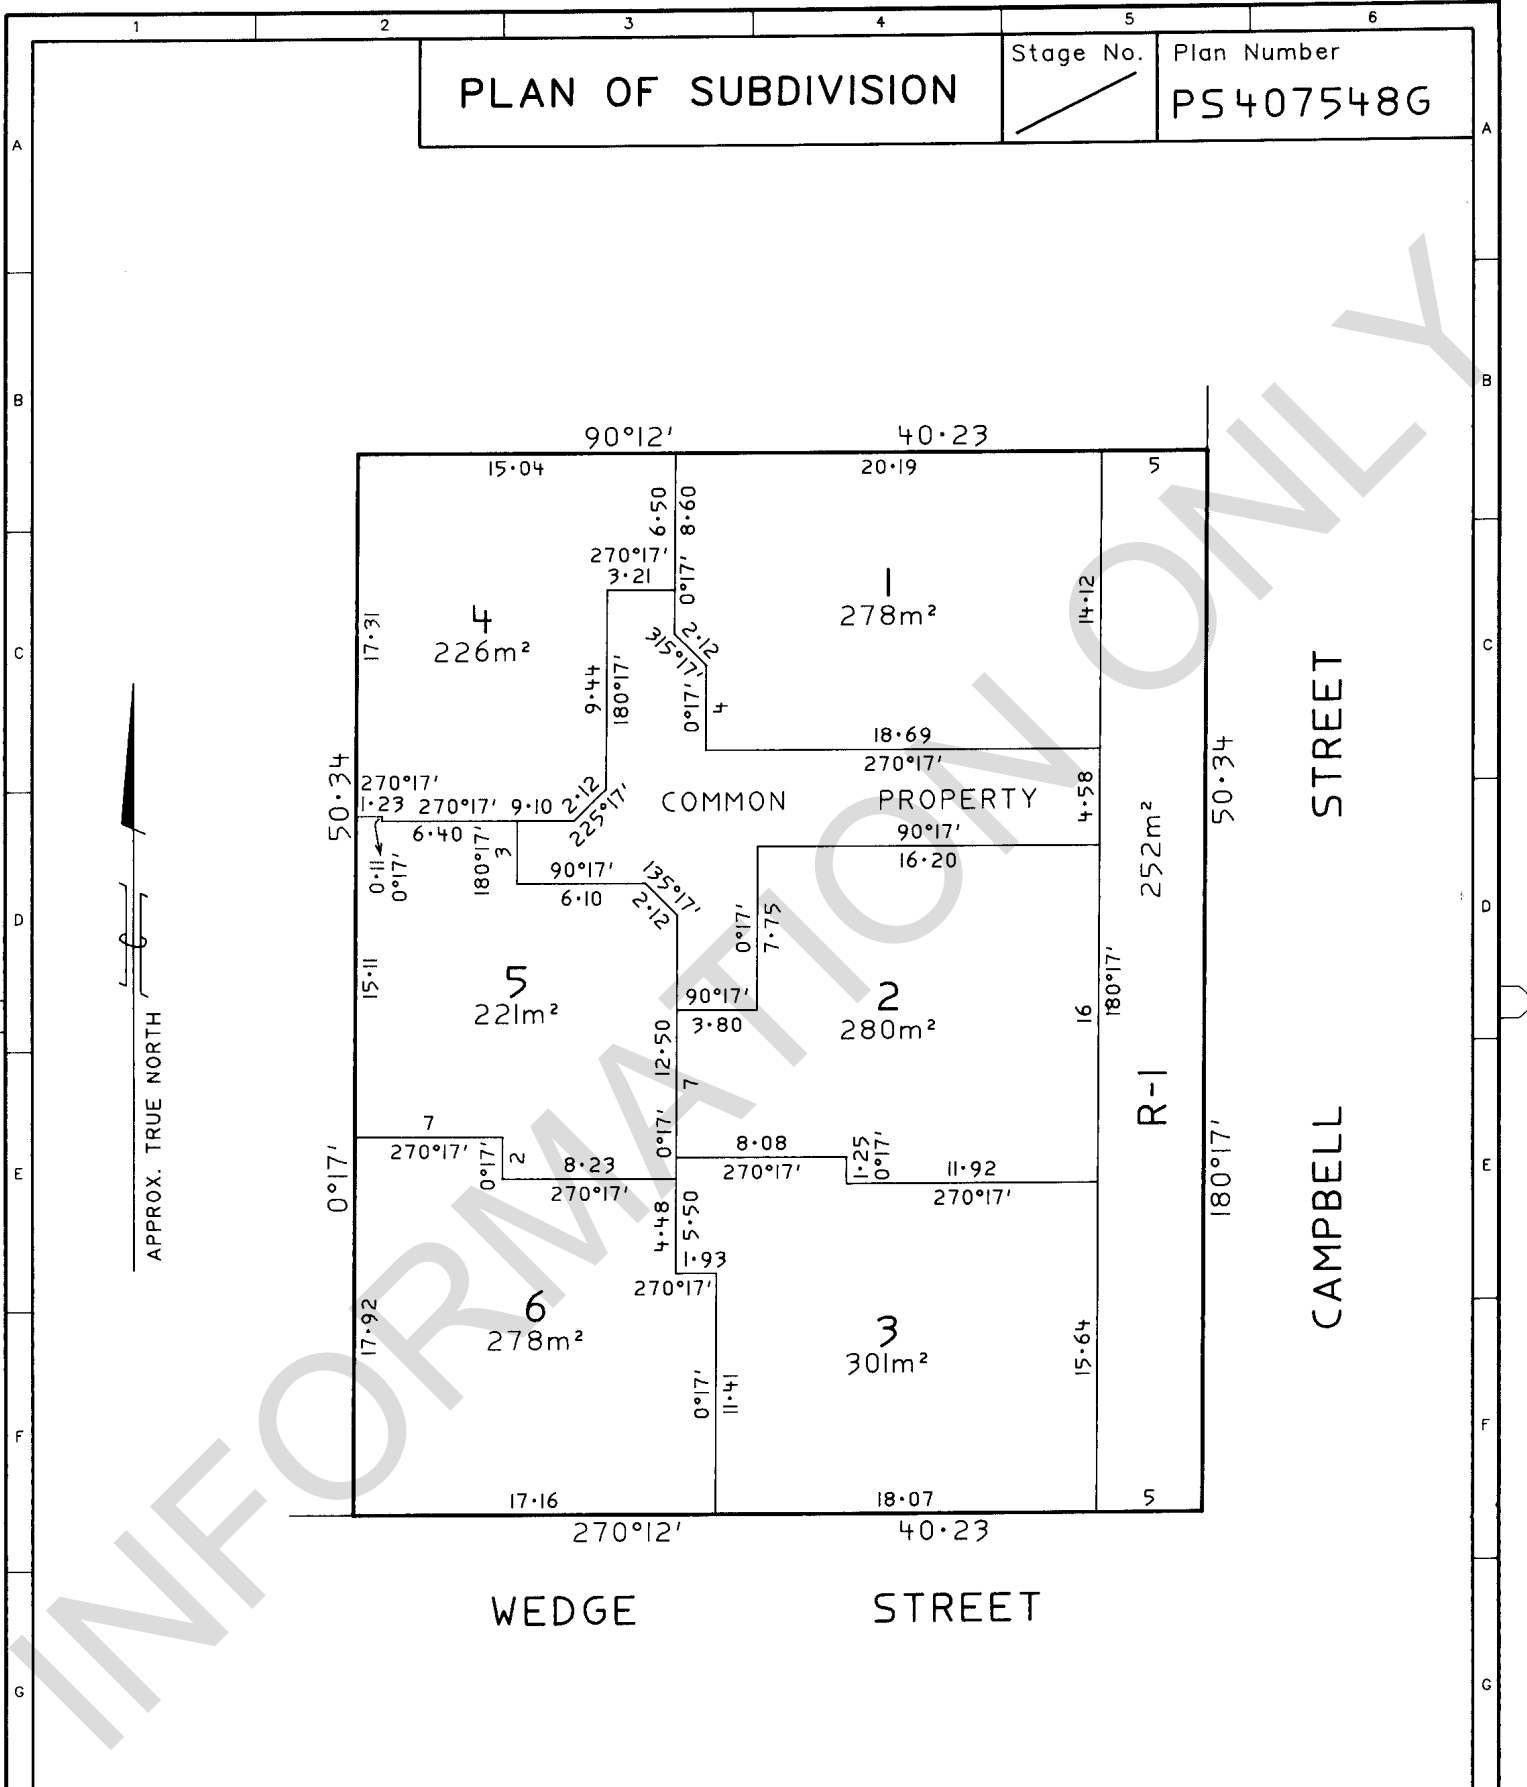 1 2 3 4 5 6
PLAN OF SUBDIVISION
Stage No.
Plan Number
PS407548G
A A
B B
C C
D D
E E
F F
G G
INFORMATION ONLY
90°12' 40·23
15·04 20·19 5
6·50 8·60
270°17'
3·21
0°17'
1
278m²
14·12
4
226m²
17·31
2·12
315°17'
9·44
180°17'
0°17'
4
18·69
270°17'
50·34
270°17'
1·23
270°17' 9·10
2·12
225°17'
6·40
180°17'
3
0·11
0°17'
COMMON PROPERTY
4·58
90°17'
16·20
252m²
50·34
90°17'
6·10
135°17'
2·12
0°17'
7·75
15·11
5
221m²
90°17'
3·80
2
280m²
16
180°17'
12·50
7
0°17'
R-1
7
270°17'
0°17'
2
8·23
270°17'
8·08
270°17'
1·25
0°17'
11·92
270°17'
0°17'
180°17'
4·48
5·50
1·93
270°17'
6
278m²
17·92
3
301m²
15·64
0°17'
11·41
17·16 18·07 5
270°12' 40·23
WEDGE STREET
CAMPBELL STREET
APPROX. TRUE NORTH